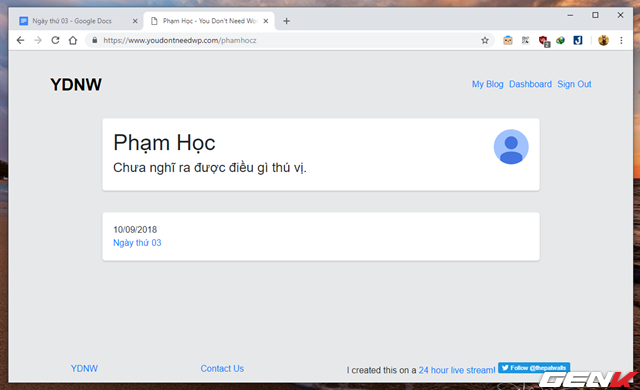 Ngày thứ 03 - Google Docs
Phạm Học - You Don't Need Wo
https://www.youdontneedwp.com/phamhocz
2
YDNW
My Blog Dashboard Sign Out
Phạm Học
Chưa nghĩ ra được điều gì thú vị.
10/09/2018
Ngày thứ 03
YDNW
Contact Us
I created this on a 24 hour live stream!
Follow @thepatwalls
GENK